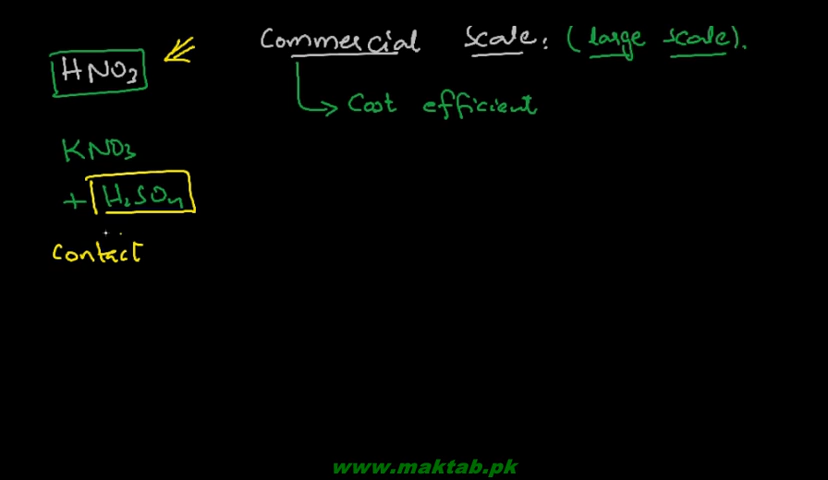 HNO3
Commercial Scale: (large scale).
Cost efficient
KNO3
+ H2SO4
Contact
www.maktab.pk